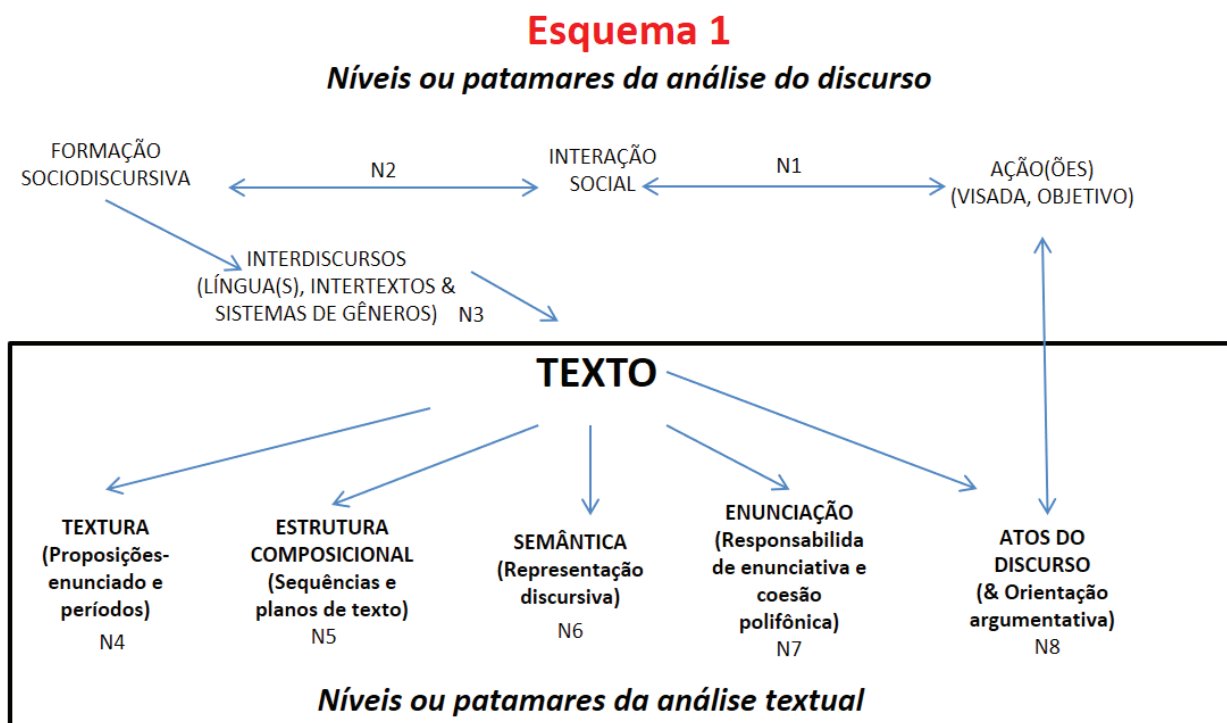 Esquema 1
Níveis ou patamares da análise do discurso
FORMAÇÃO
SOCIODISCURSIVA
N2
INTERAÇÃO
SOCIAL
N1
AÇÃO(ÕES)
(VISADA, OBJETIVO)
INTERDISCURSOS
(LÍNGUA(S), INTERTEXTOS &
SISTEMAS DE GÊNEROS) N3
TEXTO
TEXTURA
(Proposições-
enunciado e
períodos)
N4
ESTRUTURA
COMPOSICIONAL
(Sequências e
planos de texto)
N5
SEMÂNTICA
(Representação
discursiva)
N6
ENUNCIAÇÃO
(Responsabilida
de enunciativa e
coesão
polifônica)
N7
ATOS DO
DISCURSO
(& Orientação
argumentativa)
N8
Níveis ou patamares da análise textual